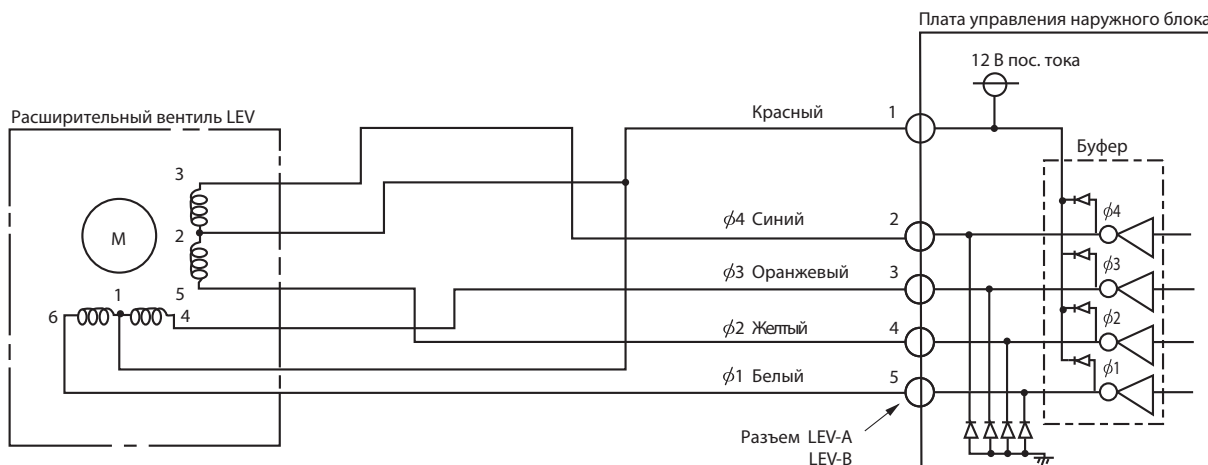 Плата управления наружного блока
12 В пос. тока
Расширительный вентиль LEV
Красный 1
Буфер
3
ϕ4 Синий 2
ϕ4
2
M
ϕ3 Оранжевый 3
ϕ3
5
1
6
4
ϕ2 Желтый 4
ϕ2
ϕ1 Белый 5
ϕ1
Разъем LEV-A
LEV-B